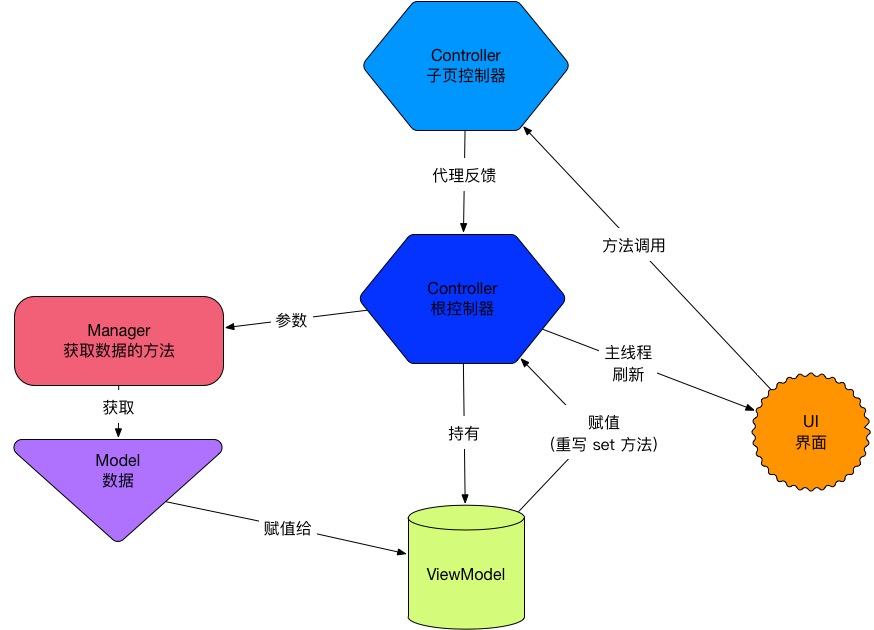 Controller
子页控制器
代理反馈
方法调用
Controller
根控制器
参数
Manager
获取数据的方法
主线程
刷新
获取
赋值
(重写 set 方法)
持有
UI
界面
Model
数据
赋值给
ViewModel